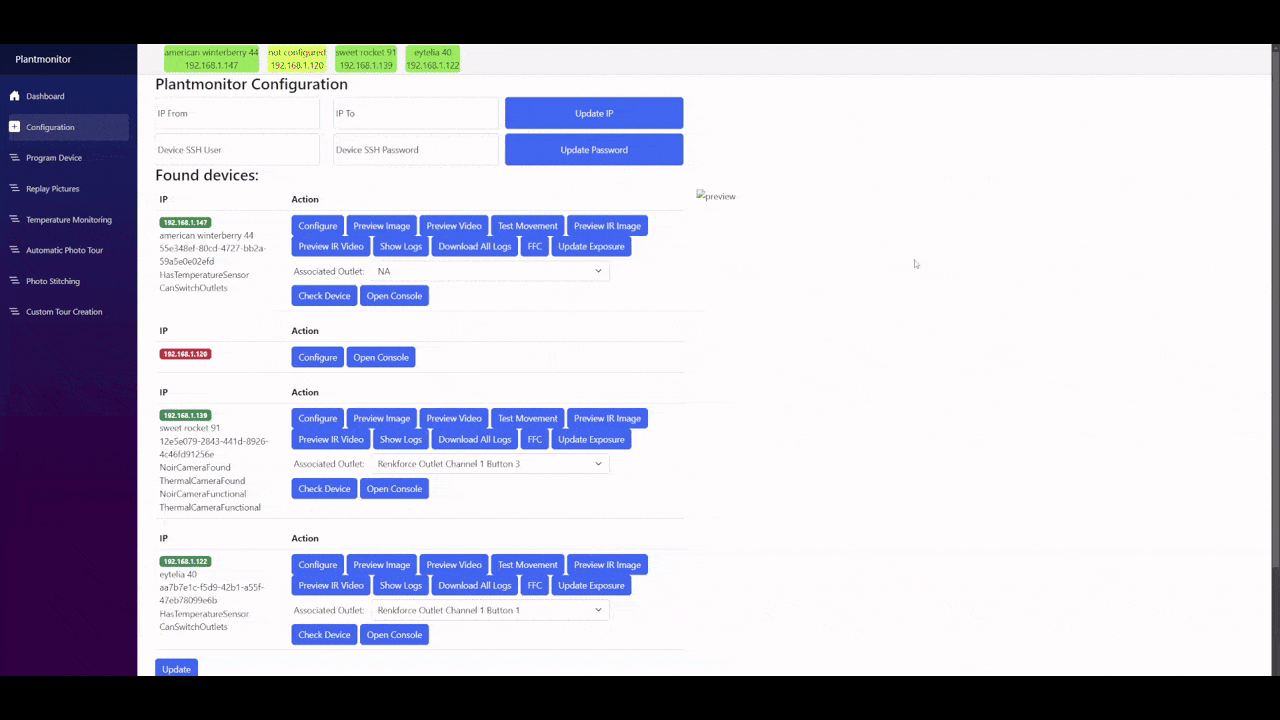 Plantmonitor
american winterberry 44
192.168.1.147
not configured
192.168.1.120
sweet rocket 91
192.168.1.139
eytelia 40
192.168.1.122
Dashboard
Configuration
Program Device
Replay Pictures
Temperature Monitoring
Automatic Photo Tour
Photo Stitching
Custom Tour Creation
Plantmonitor Configuration
IP From
IP To
Update IP
Device SSH User
Device SSH Password
Update Password
Found devices:
IP
Action
192.168.1.147
american winterberry 44
55e348ef-80cd-4727-bb2a-
59a5e0e02efd
HasTemperatureSensor
CanSwitchOutlets
Configure
Preview Image
Preview Video
Test Movement
Preview IR Image
Preview IR Video
Show Logs
Download All Logs
FFC
Update Exposure
Associated Outlet:
NA
Check Device
Open Console
preview
IP
Action
192.168.1.120
Configure
Open Console
IP
Action
192.168.1.139
sweet rocket 91
12e5e079-2843-441d-8926-
4c46fd91256e
NoirCameraFound
ThermalCameraFound
NoirCameraFunctional
ThermalCameraFunctional
Configure
Preview Image
Preview Video
Test Movement
Preview IR Image
Preview IR Video
Show Logs
Download All Logs
FFC
Update Exposure
Associated Outlet:
Renkforce Outlet Channel 1 Button 3
Check Device
Open Console
IP
Action
192.168.1.122
eytelia 40
aa7b7e1c-f5d9-42b1-a55f-
47eb78099e6b
HasTemperatureSensor
CanSwitchOutlets
Configure
Preview Image
Preview Video
Test Movement
Preview IR Image
Preview IR Video
Show Logs
Download All Logs
FFC
Update Exposure
Associated Outlet:
Renkforce Outlet Channel 1 Button 1
Check Device
Open Console
Update